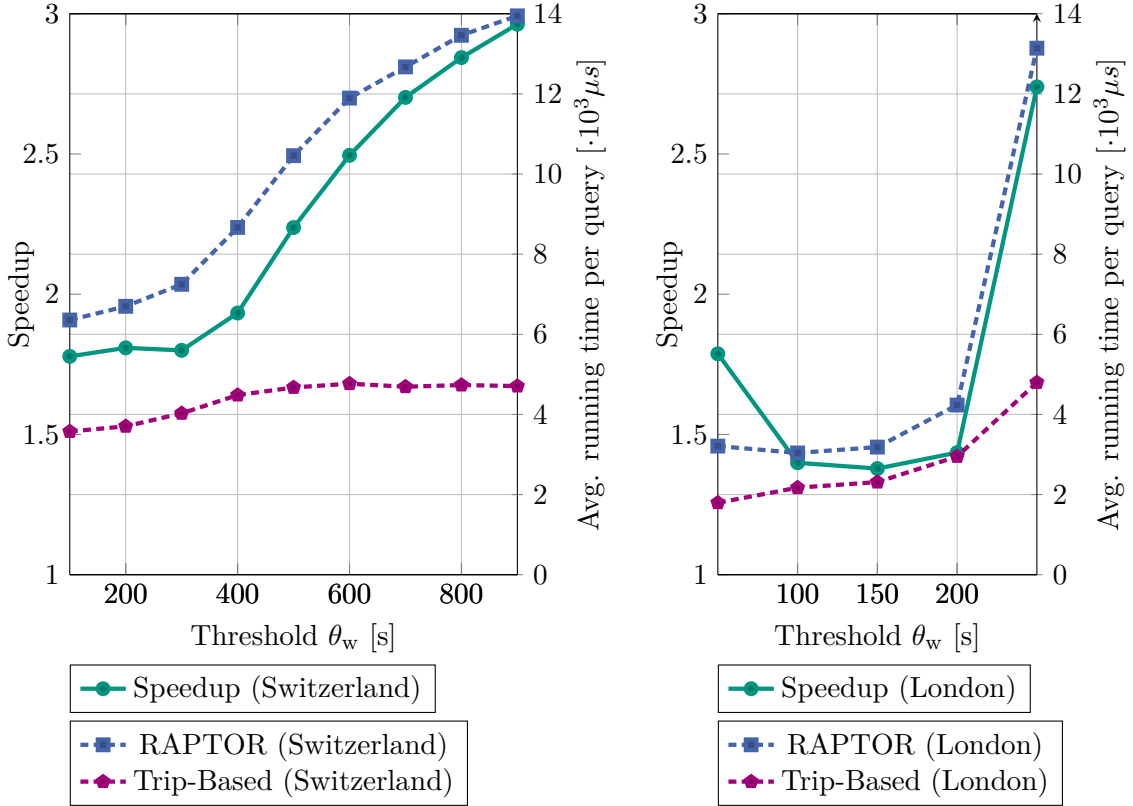 3
2.5
2
1.5
1
Speedup
14
12
10
8
6
4
2
0
Avg. running time per query [·10³μs]
200 400 600 800
Threshold θw [s]
Speedup (Switzerland)
RAPTOR (Switzerland)
Trip-Based (Switzerland)
3
2.5
2
1.5
1
Speedup
14
12
10
8
6
4
2
0
Avg. running time per query [·10³μs]
100 150 200
Threshold θw [s]
Speedup (London)
RAPTOR (London)
Trip-Based (London)